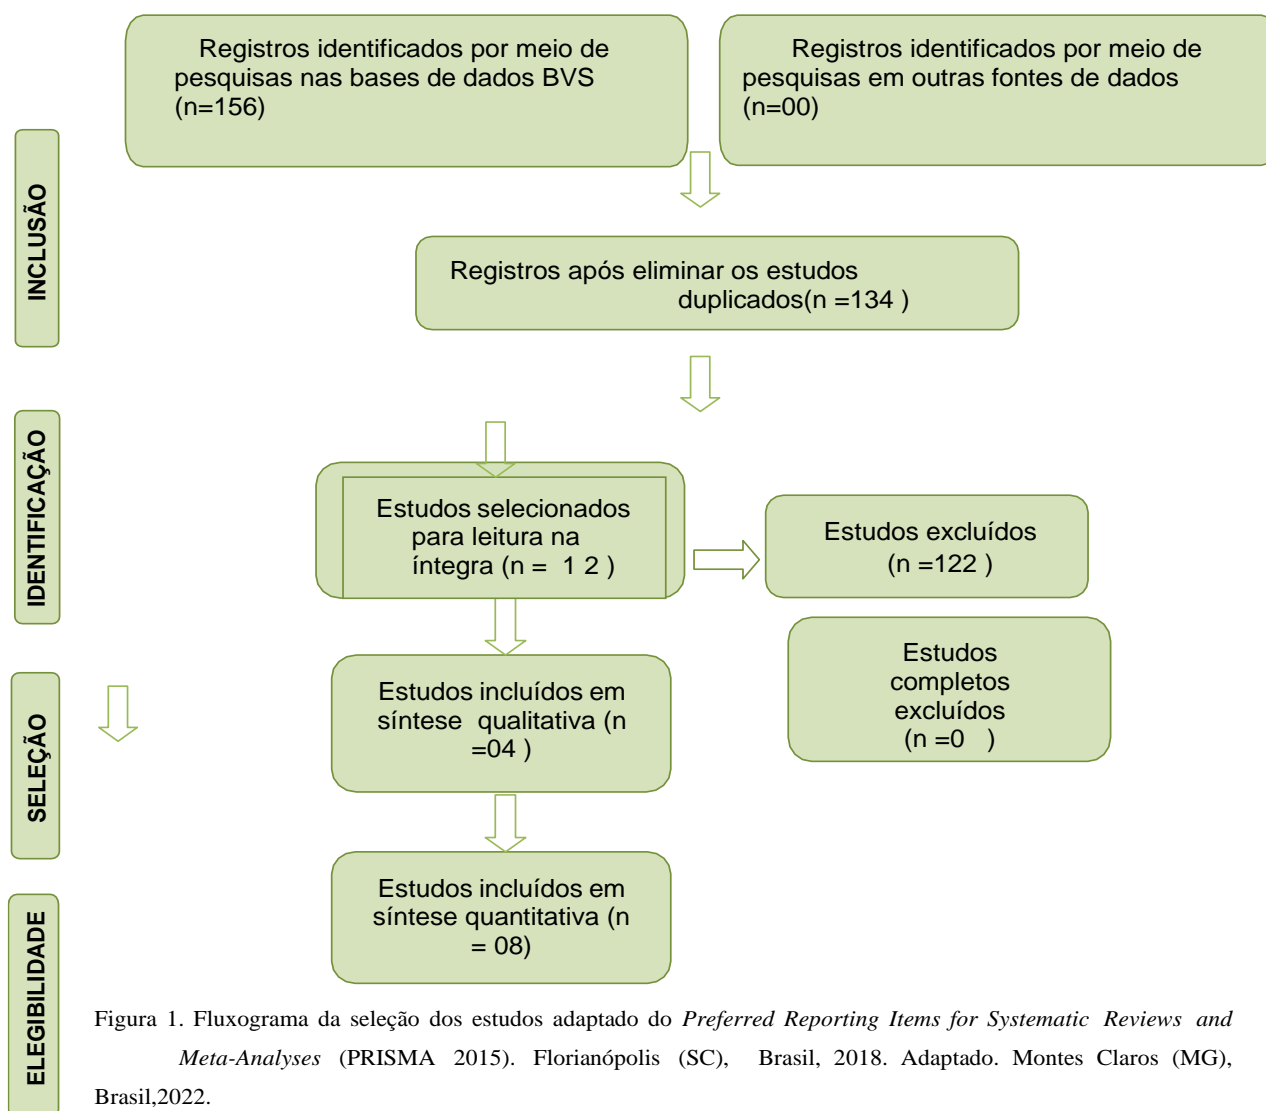 Registros identificados por meio de
pesquisas nas bases de dados BVS
(n=156)
Registros identificados por meio de
pesquisas em outras fontes de dados
(n=00)
INCLUSÃO
Registros após eliminar os estudos
duplicados(n =134 )
IDENTIFICAÇÃO
Estudos selecionados
para leitura na
íntegra (n = 1 2 )
Estudos excluídos
(n =122 )
Estudos
completos
excluídos
(n =0 )
SELEÇÃO
Estudos incluídos em
síntese qualitativa (n
=04 )
Estudos incluídos em
síntese quantitativa (n
= 08)
ELEGIBILIDADE
Figura 1. Fluxograma da seleção dos estudos adaptado do Preferred Reporting Items for Systematic Reviews and
Meta-Analyses (PRISMA 2015). Florianópolis (SC), Brasil, 2018. Adaptado. Montes Claros (MG),
Brasil,2022.